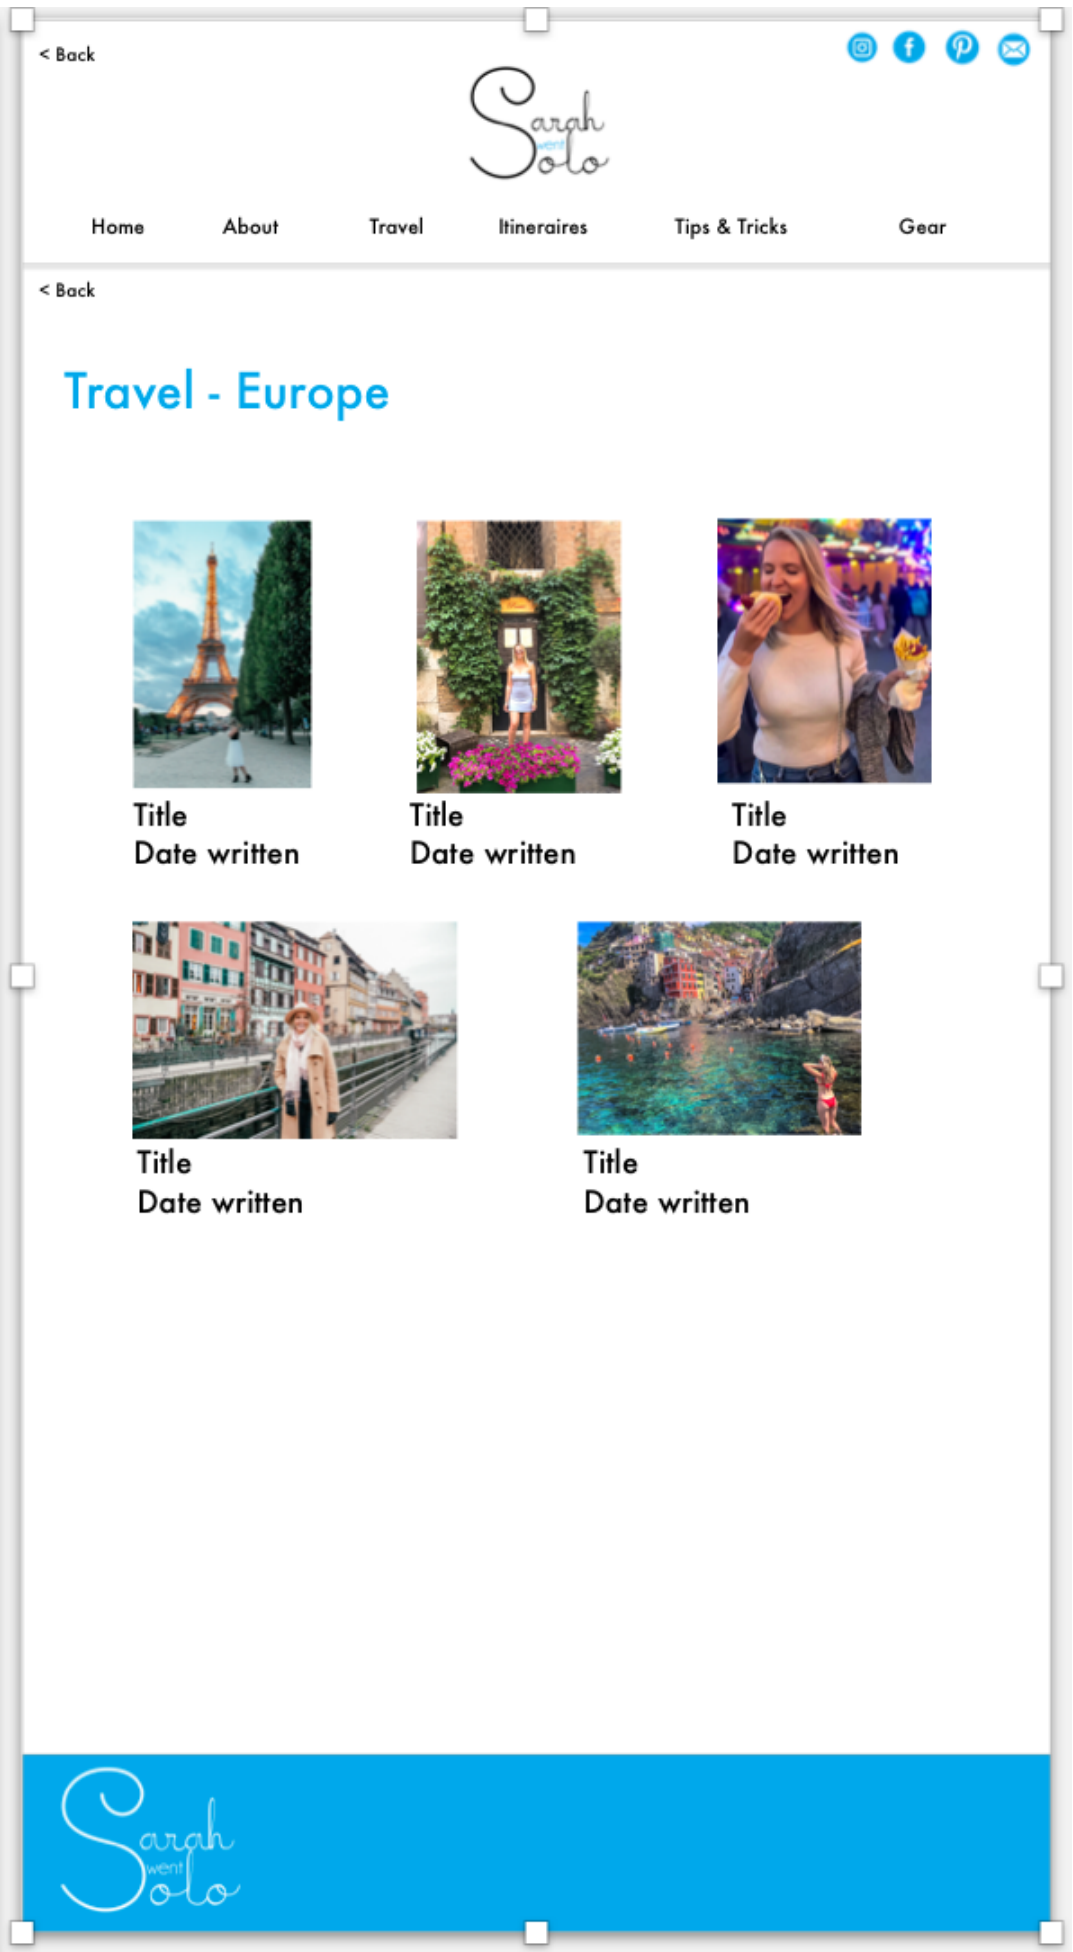 < Back
Sarah
went
Solo
Home About Travel Itineraires Tips & Tricks Gear
< Back
Travel - Europe
Title Title Title
Date written Date written Date written
Title Title
Date written Date written
Sarah
went
Solo